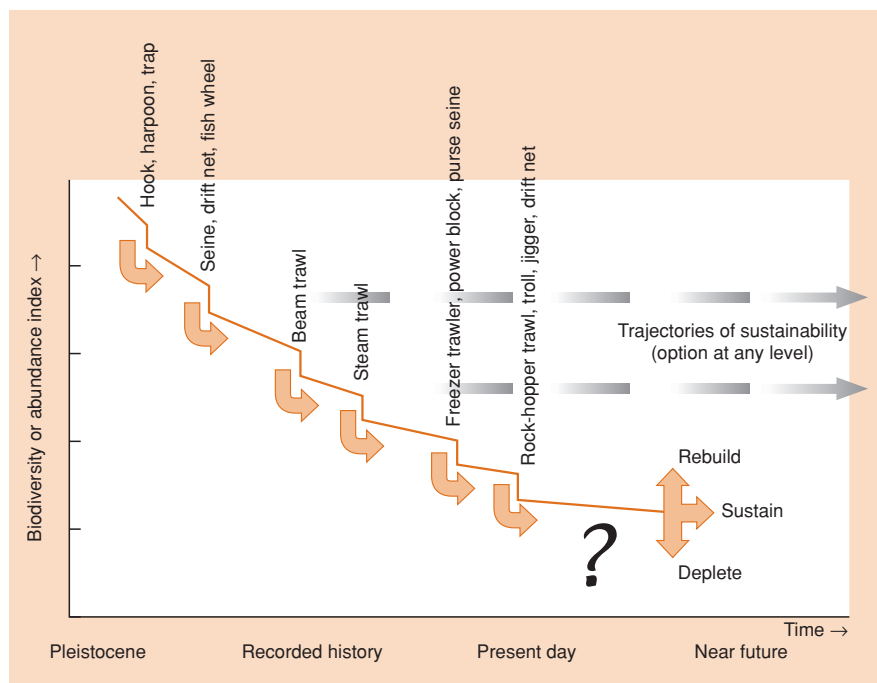 Hook, harpoon, trap
Seine, drift net, fish wheel
Beam trawl
Steam trawl
Freezer trawler, power block, purse seine
Rock-hopper trawl, troll, jigger, drift net
Biodiversity or abundance index →
Trajectories of sustainability
(option at any level)
Rebuild
Sustain
Deplete
?
Time →
Pleistocene
Recorded history
Present day
Near future